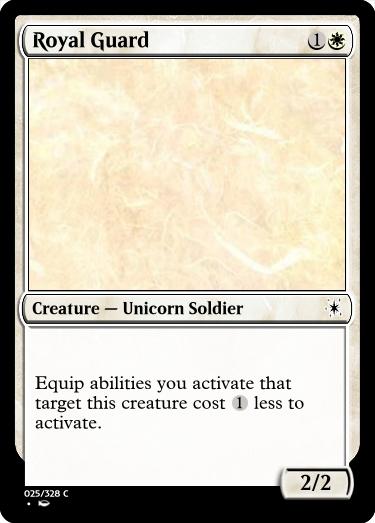 Royal Guard 1
Creature — Unicorn Soldier
Equip abilities you activate that
target this creature cost 1 less to
activate.
2/2
025/328 C